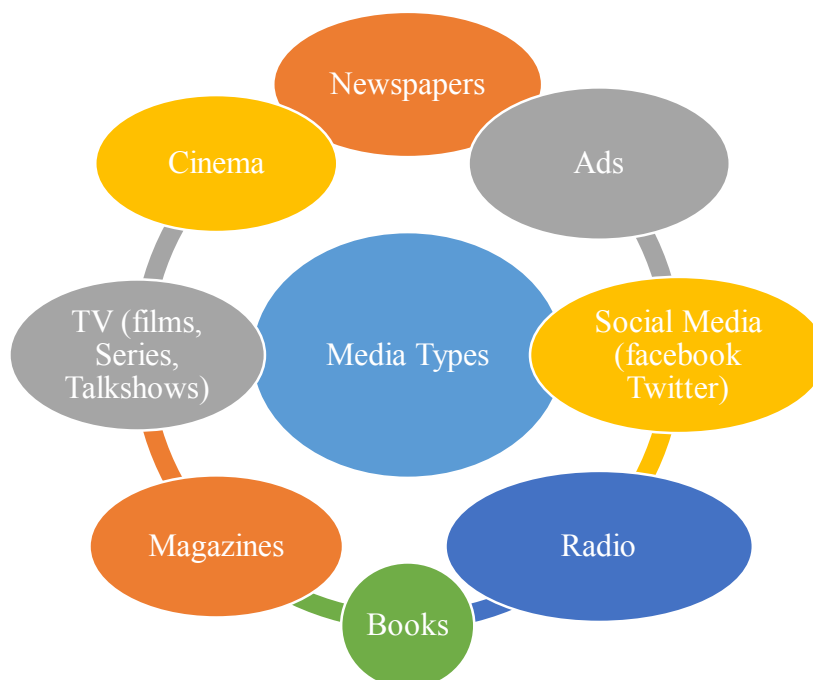 Newspapers
Cinema
Ads
TV (films,
Series,
Talkshows)
Media Types
Social Media
(facebook
Twitter)
Magazines
Radio
Books